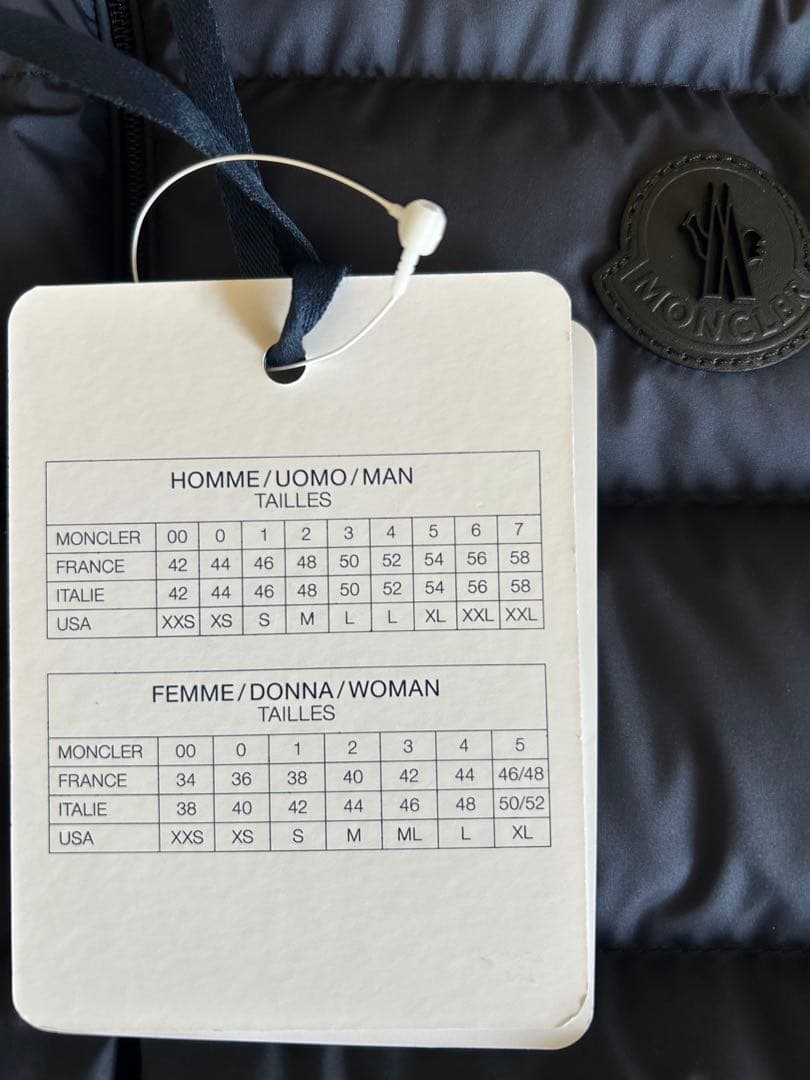 MONCLER
HOMME/UOMO/MAN
TAILLES
MONCLER 00 0 1 2 3 4 5 6 7
FRANCE 42 44 46 48 50 52 54 56 58
ITALIE 42 44 46 48 50 52 54 56 58
USA XXS XS S M L L XL XXL XXL
FEMME/DONNA/WOMAN
TAILLES
MONCLER 00 0 1 2 3 4 5
FRANCE 34 36 38 40 42 44 46/48
ITALIE 38 40 42 44 46 48 50/52
USA XXS XS S M ML L XL